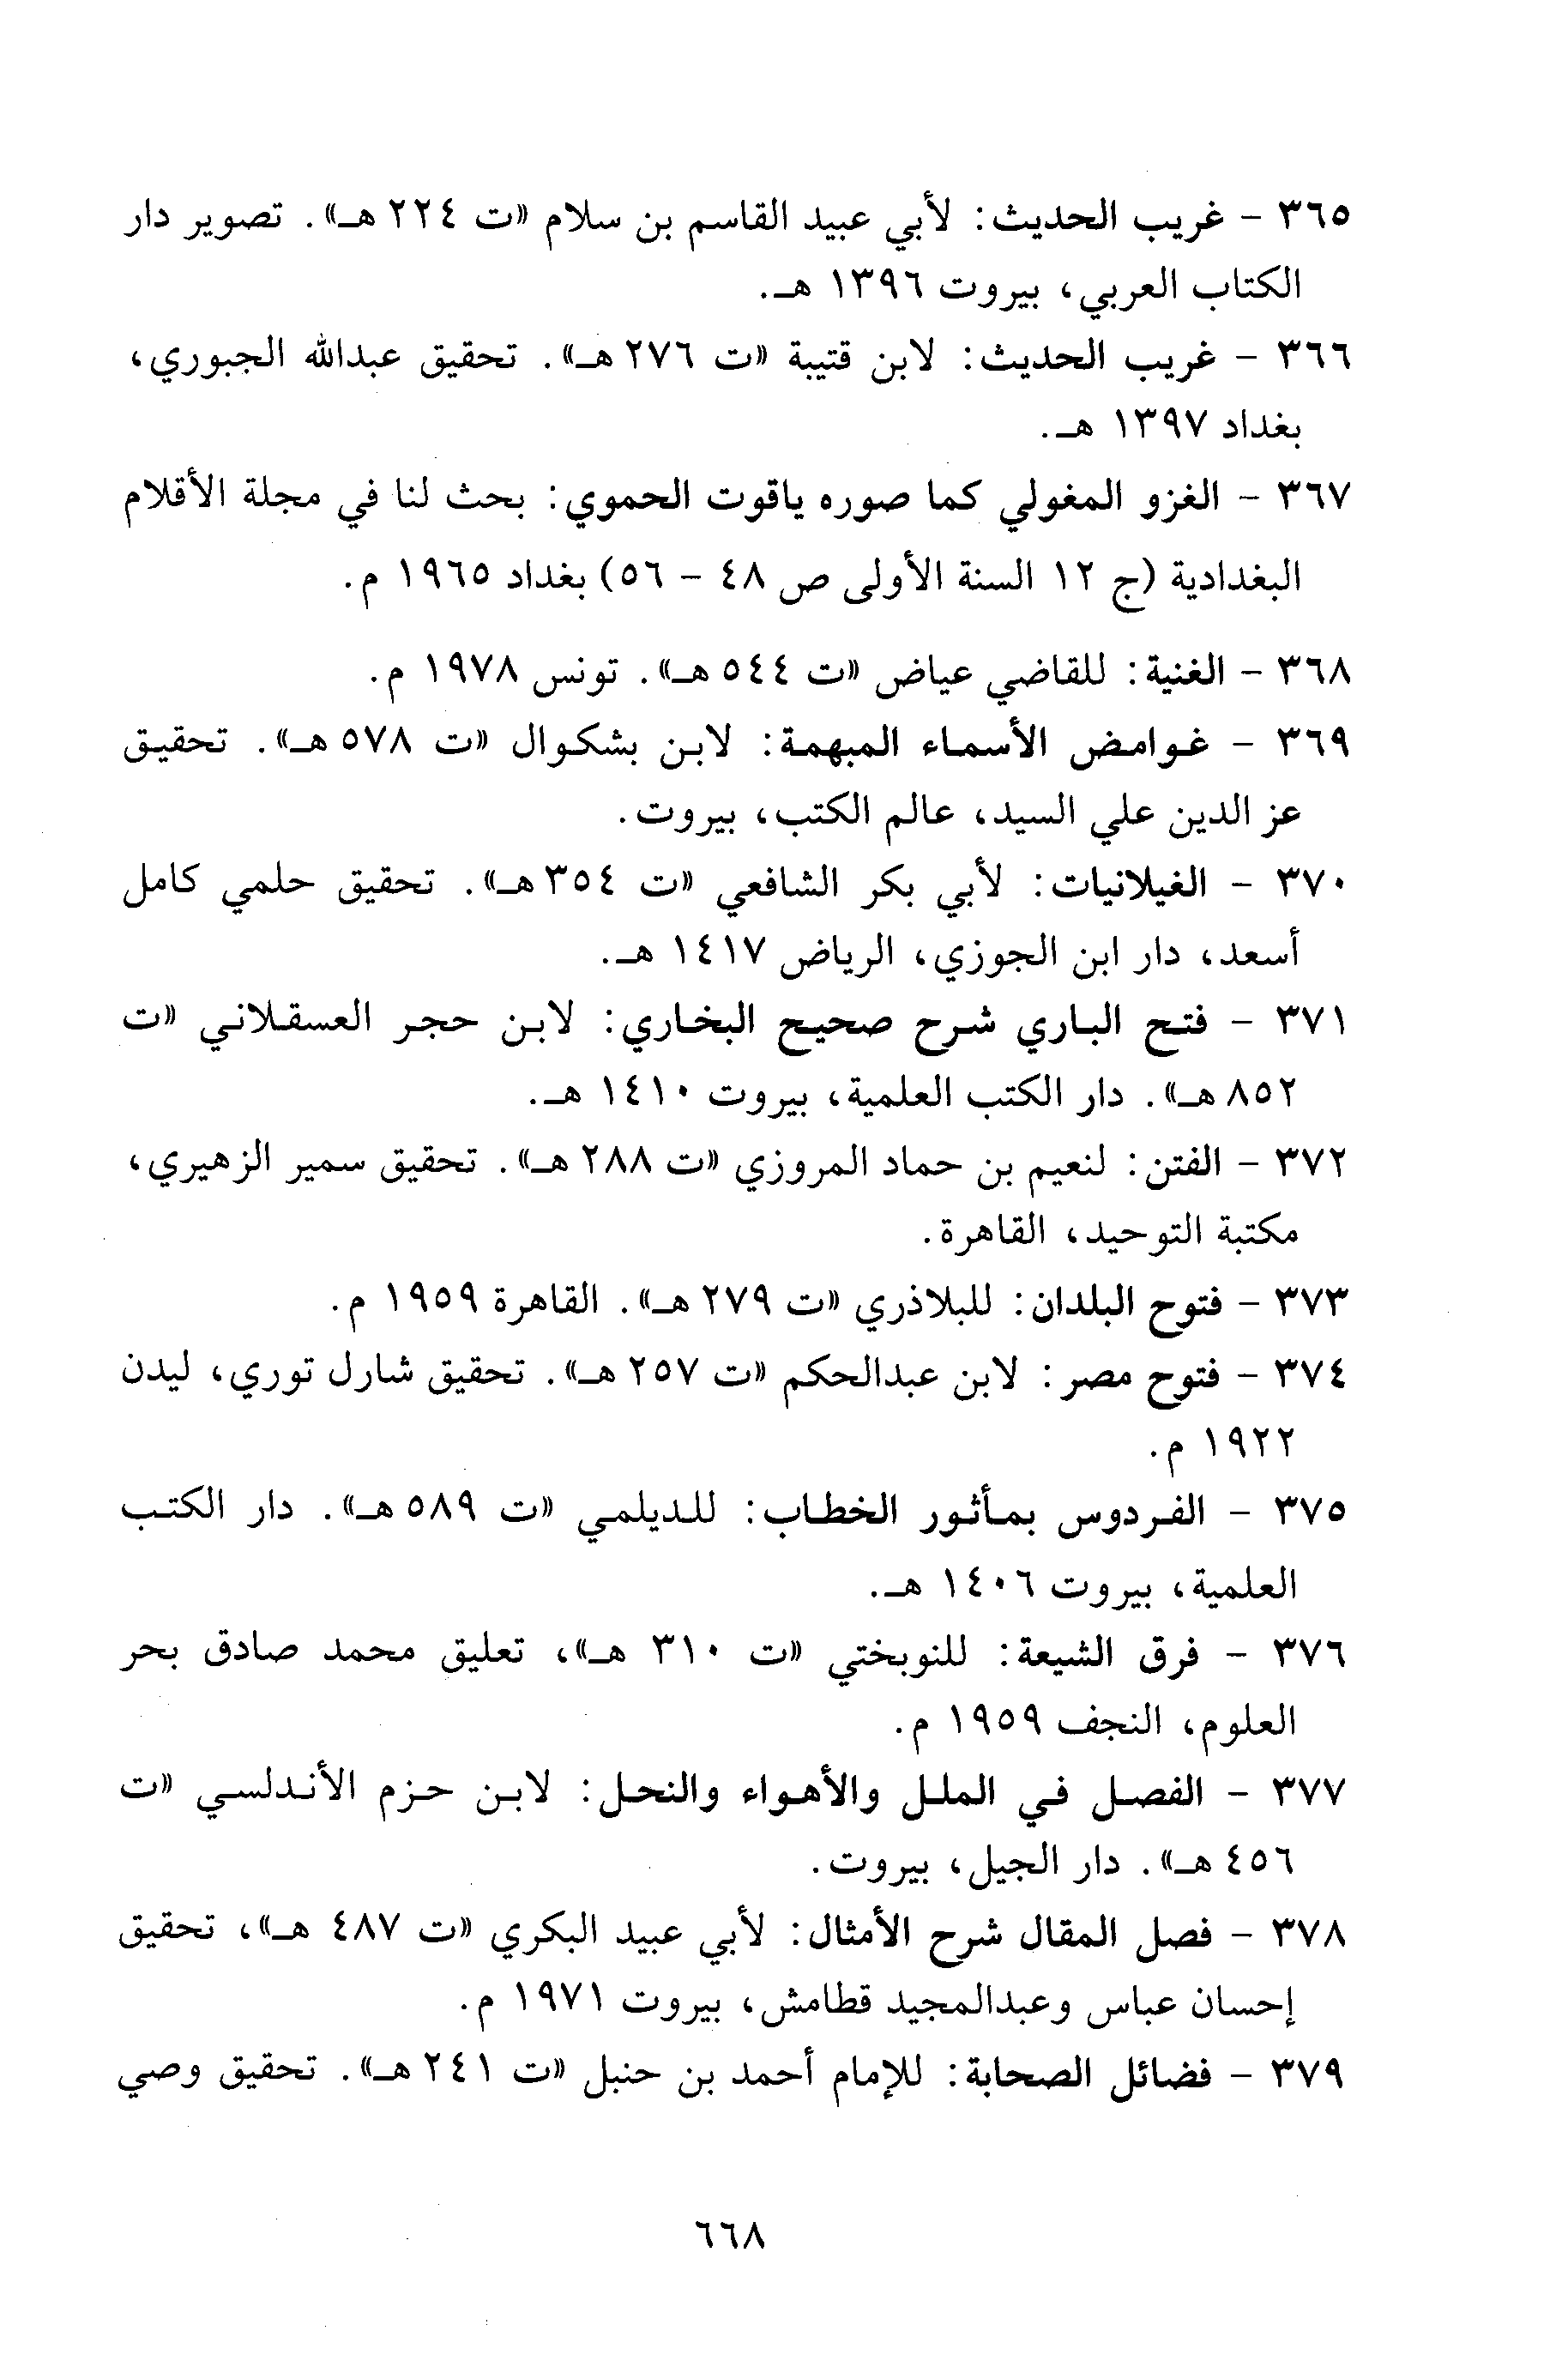 ٣٦٥ - غريب الحديث: لأبي عبيد القاسم بن سلام «ت ٢٢٤ هـ». تصوير دار
الكتاب العربي، بيروت ١٣٩٦ هـ.
٣٦٦ - غريب الحديث: لابن قتيبة «ت ٢٧٦ هـ». تحقيق عبدالله الجبوري،
بغداد ١٣٩٧ هـ.
٣٦٧ - الغزو المغولي كما صوره ياقوت الحموي: بحث لنا في مجلة الأقلام
البغدادية (ج ١٢ السنة الأولى ص ٤٨ - ٥٦) بغداد ١٩٦٥ م.
٣٦٨ - الغنية: للقاضي عياض «ت ٥٤٤ هـ». تونس ١٩٧٨ م.
٣٦٩ - غوامض الأسماء المبهمة: لابن بشكوال «ت ٥٧٨ هـ». تحقيق
عز الدين علي السيد، عالم الكتب، بيروت.
٣٧٠ - الغيلانيات: لأبي بكر الشافعي «ت ٣٥٤ هـ». تحقيق حلمي كامل
أسعد، دار ابن الجوزي، الرياض ١٤١٧ هـ.
٣٧١ - فتح الباري شرح صحيح البخاري: لابن حجر العسقلاني «ت
٨٥٢ هـ». دار الكتب العلمية، بيروت ١٤١٠ هـ.
٣٧٢ - الفتن: لنعيم بن حماد المروزي «ت ٢٨٨ هـ». تحقيق سمير الزهيري،
مكتبة التوحيد، القاهرة.
٣٧٣ - فتوح البلدان: للبلاذري «ت ٢٧٩ هـ». القاهرة ١٩٥٩ م.
٣٧٤ - فتوح مصر: لابن عبدالحكم «ت ٢٥٧ هـ». تحقيق شارل توري، ليدن
١٩٢٢ م.
٣٧٥ - الفردوس بمأثور الخطاب: للديلمي «ت ٥٨٩ هـ». دار الكتب
العلمية، بيروت ١٤٠٦ هـ.
٣٧٦ - فرق الشيعة: للنوبختي «ت ٣١٠ هـ»، تعليق محمد صادق بحر
العلوم، النجف ١٩٥٩ م.
٣٧٧ - الفصل في الملل والأهواء والنحل: لابن حزم الأندلسي «ت
٤٥٦ هـ». دار الجيل، بيروت.
٣٧٨ - فصل المقال شرح الأمثال: لأبي عبيد البكري «ت ٤٨٧ هـ»، تحقيق
إحسان عباس وعبدالمجيد قطامش، بيروت ١٩٧١ م.
٣٧٩ - فضائل الصحابة: للإمام أحمد بن حنبل «ت ٢٤١ هـ». تحقيق وصي
٦٦٨